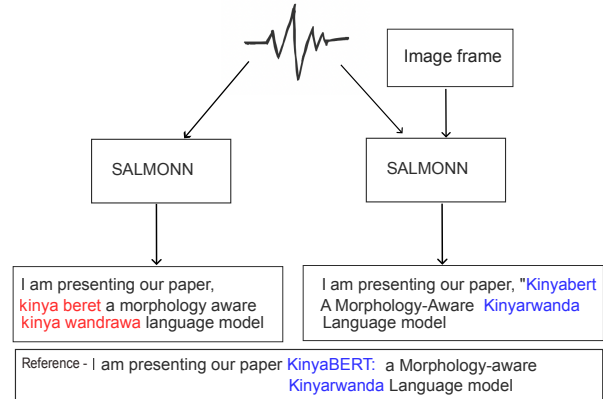 Image frame
SALMONN
SALMONN
I am presenting our paper,
kinya beret a morphology aware
kinya wandrawa language model
I am presenting our paper, "Kinyabert
A Morphology-Aware Kinyarwanda
Language model
Reference - I am presenting our paper KinyaBERT: a Morphology-aware
Kinyarwanda Language model